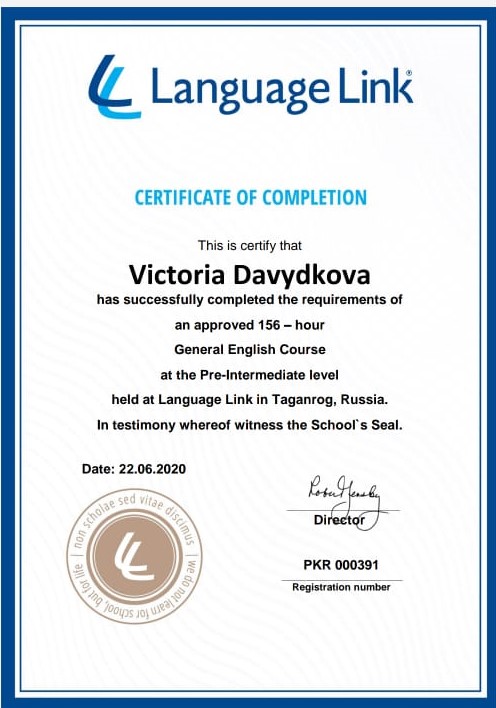 Language Link®
CERTIFICATE OF COMPLETION
This is certify that
Victoria Davydkova
has successfully completed the requirements of
an approved 156 – hour
General English Course
at the Pre-Intermediate level
held at Language Link in Taganrog, Russia.
In testimony whereof witness the School`s Seal.
Date: 22.06.2020
non scholae sed vitae discimus | we do not learn for school, but for life |
Director
PKR 000391
Registration number